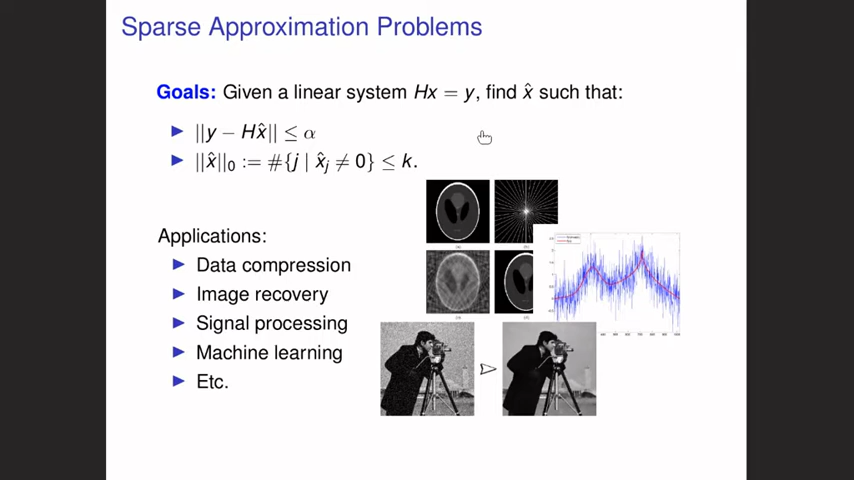 Sparse Approximation Problems
Goals: Given a linear system Hx = y, find x̂ such that:
▶ ||y − Hx̂|| ≤ α
▶ ||x̂||₀ := #{j | x̂ⱼ ≠ 0} ≤ k.
Applications:
▶ Data compression
▶ Image recovery
▶ Signal processing
▶ Machine learning
▶ Etc.